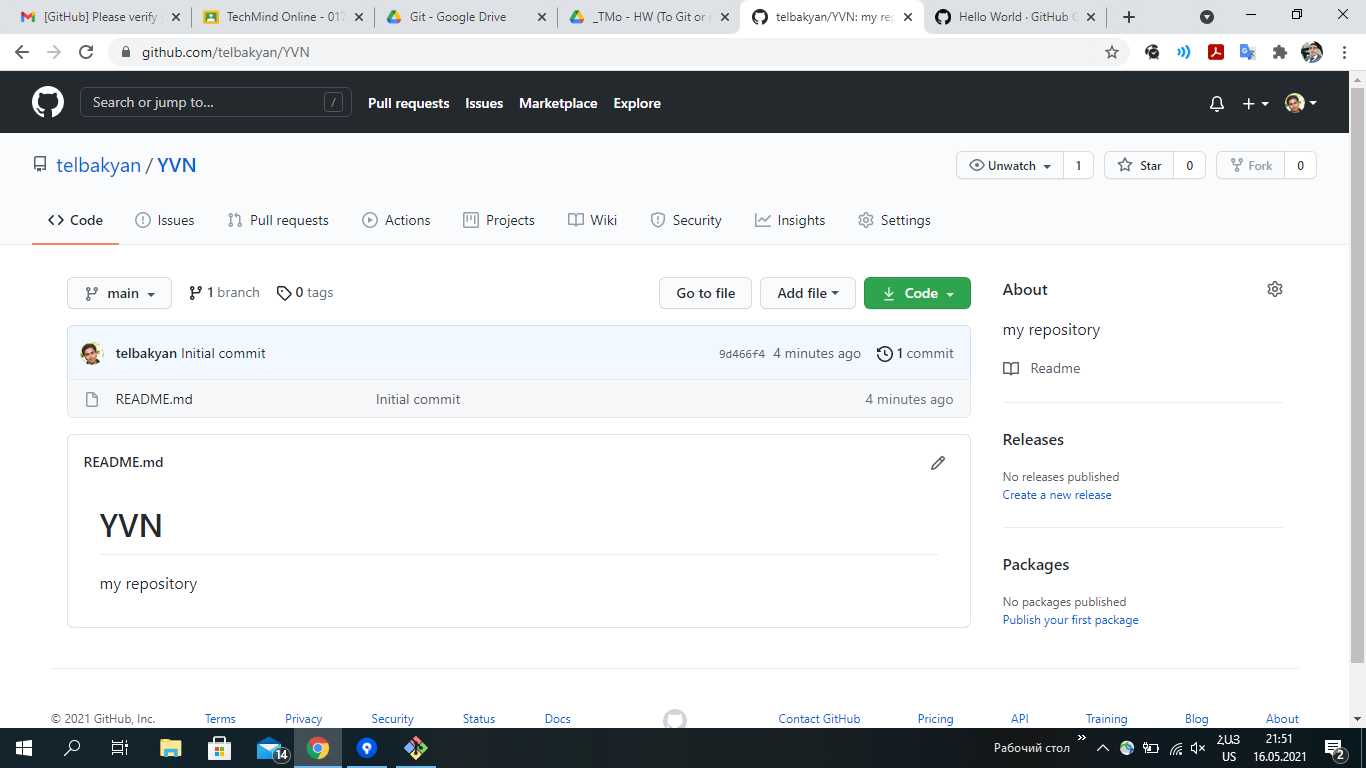 [GitHub] Please verify
TechMind Online - 017
Git - Google Drive
_TMo - HW (To Git or
telbakyan/YVN: my re
Hello World · GitHub G
github.com/telbakyan/YVN
Search or jump to...
/
Pull requests
Issues
Marketplace
Explore
telbakyan / YVN
Unwatch 1
Star 0
Fork 0
Code
Issues
Pull requests
Actions
Projects
Wiki
Security
Insights
Settings
main
1 branch
0 tags
Go to file
Add file
Code
telbakyan Initial commit
9d466f4 4 minutes ago
1 commit
README.md
Initial commit
4 minutes ago
README.md
YVN
my repository
About
my repository
Readme
Releases
No releases published
Create a new release
Packages
No packages published
Publish your first package
© 2021 GitHub, Inc.
Terms
Privacy
Security
Status
Docs
Contact GitHub
Pricing
API
Training
Blog
About
14
Рабочий стол
ՀԱՅ
US
21:51
16.05.2021
2